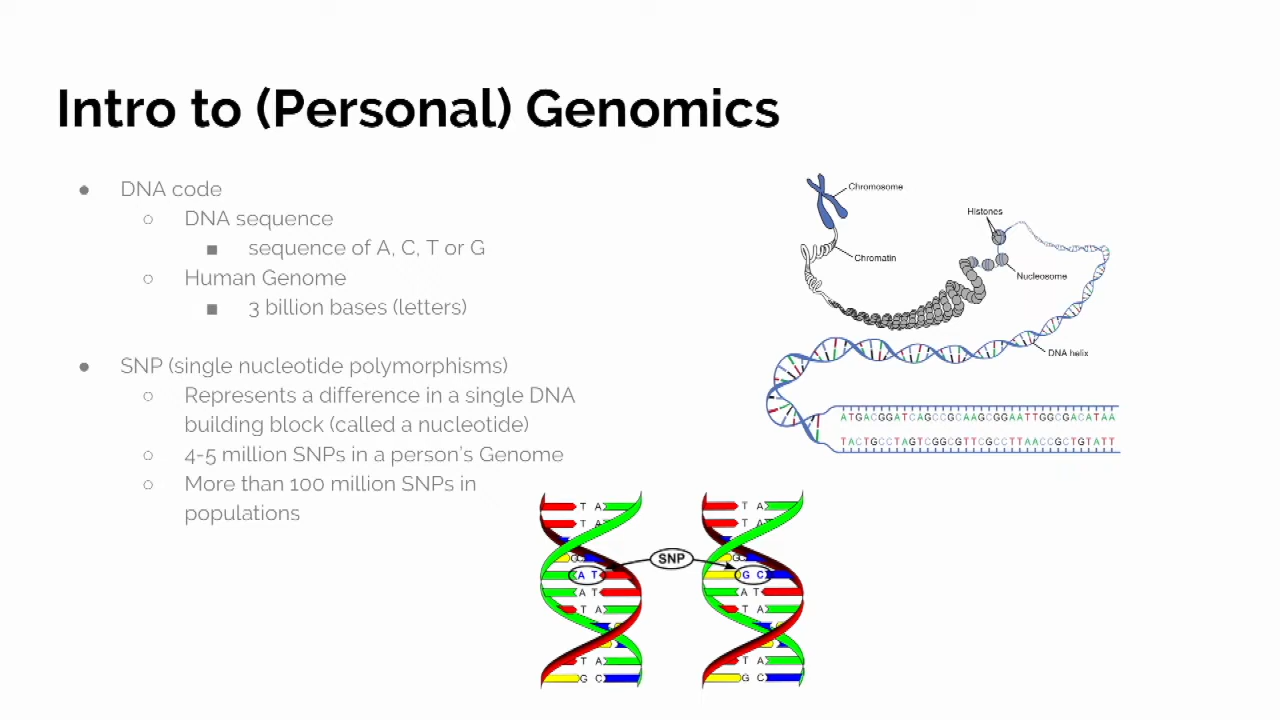 Intro to (Personal) Genomics
● DNA code
○ DNA sequence
■ sequence of A, C, T or G
○ Human Genome
■ 3 billion bases (letters)
● SNP (single nucleotide polymorphisms)
○ Represents a difference in a single DNA
building block (called a nucleotide)
○ 4-5 million SNPs in a person's Genome
○ More than 100 million SNPs in
populations
Chromosome
Histones
Chromatin
Nucleosome
DNA helix
ATGACGGATCAGCCGCAAGCGGAATTGGCGACATAA
TACTGCCTAGTCGGCGTTCGCCTTAACCGCTGTATT
T A
T A
G C
A T
A T
T A
T A
G C
SNP
T A
T A
G C
G C
A T
T A
T A
G C